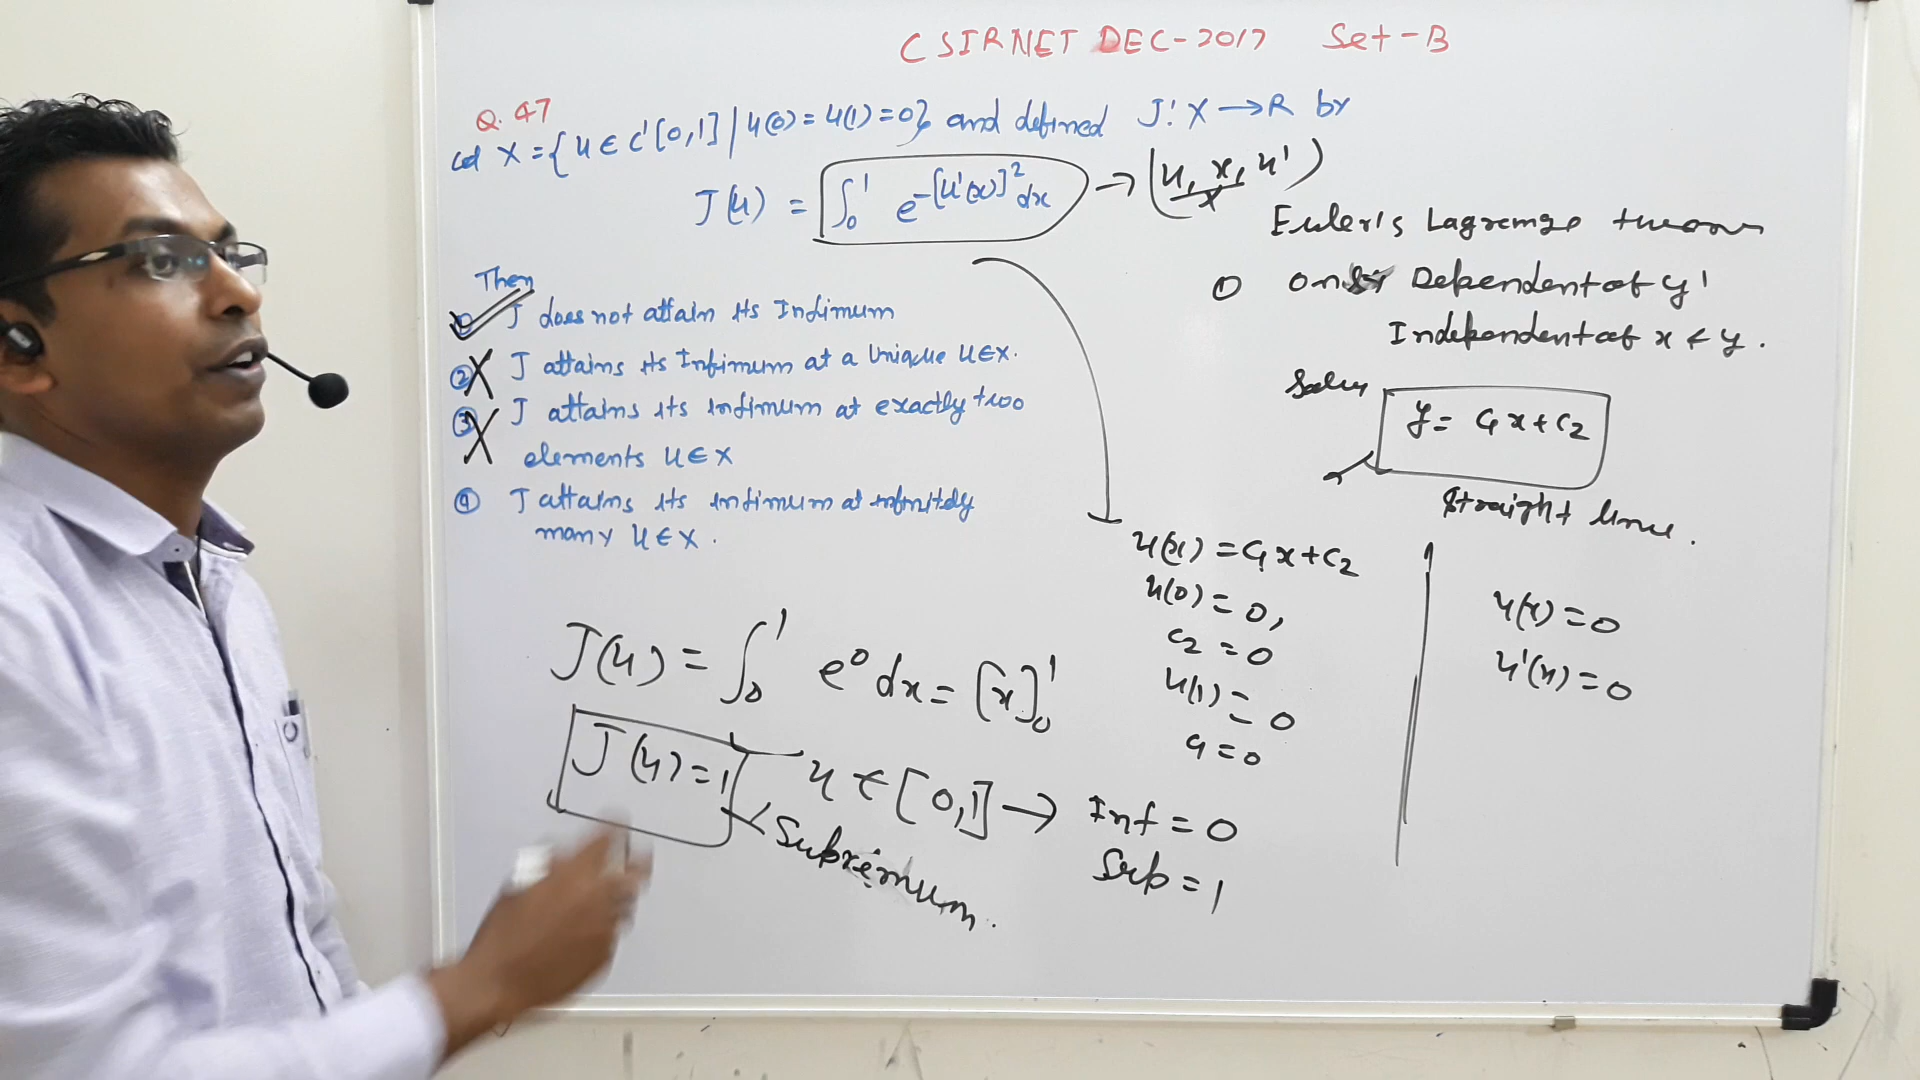 CSIRNET DEC-2017 Set-B
Q. 47
Let X = {u ∈ C'[0,1] | u(0) = u(1) = 0} and defined J: X → R by
J(u) = ∫₀¹ e^-[u'(x)]² dx → (u, x, u')
Euler's Lagrange
① Only Dependent of y'
Independent of x & y.
y = C₁x + C₂
Straight line.
Then
① J does not attain its Infimum
② J attains its Infimum at a Unique u∈X.
③ J attains its infimum at exactly two
elements u∈X
④ J attains its infimum at infinitely
many u∈X.
u(x) = C₁x + C₂
u(0) = 0,
C₂ = 0
u(1) = 0
C₁ = 0
u(x) = 0
u'(x) = 0
J(u) = ∫₀¹ e⁰ dx = [x]₀¹
J(u) = 1
u ∈ [0,1] → Inf = 0
Sup = 1
Supremum.